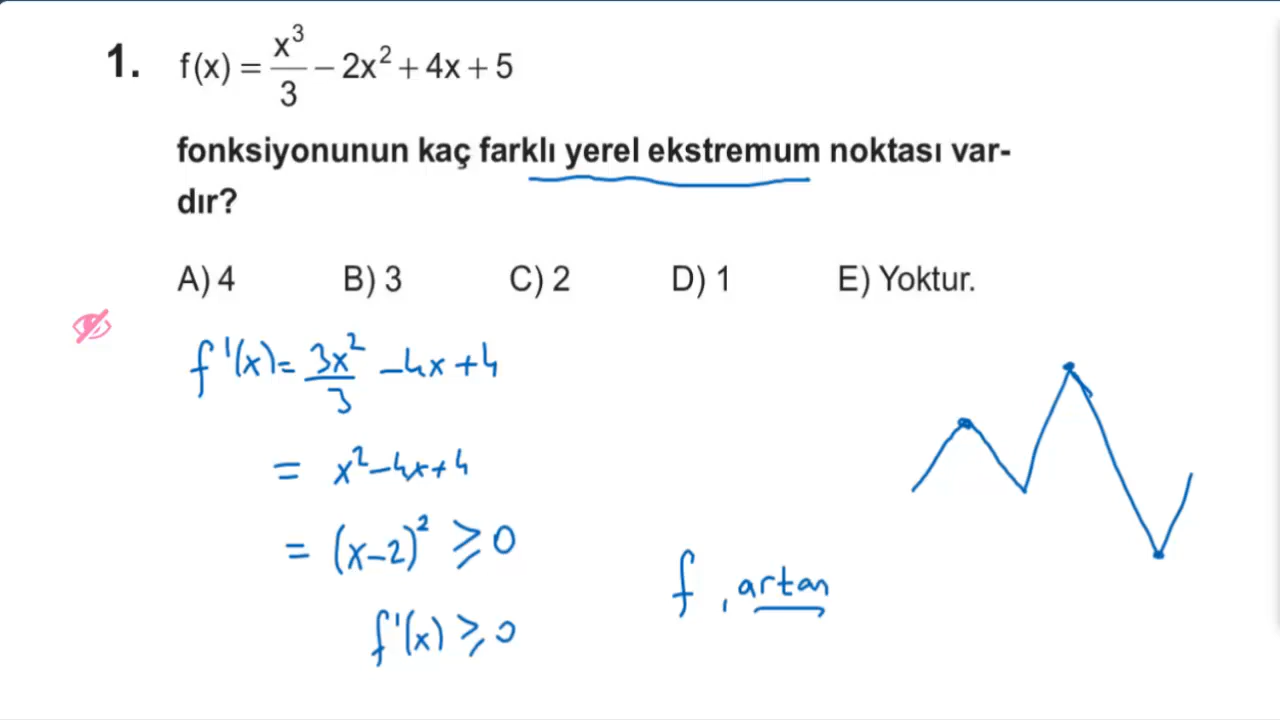 1. f(x) = x³/3 − 2x² + 4x + 5
fonksiyonunun kaç farklı yerel ekstremum noktası var-
dır?
A) 4 B) 3 C) 2 D) 1 E) Yoktur.
f'(x) = 3x²/3 − 4x + 4
= x² − 4x + 4
= (x−2)² ⩾ 0
f, artan
f'(x) ⩾ 0